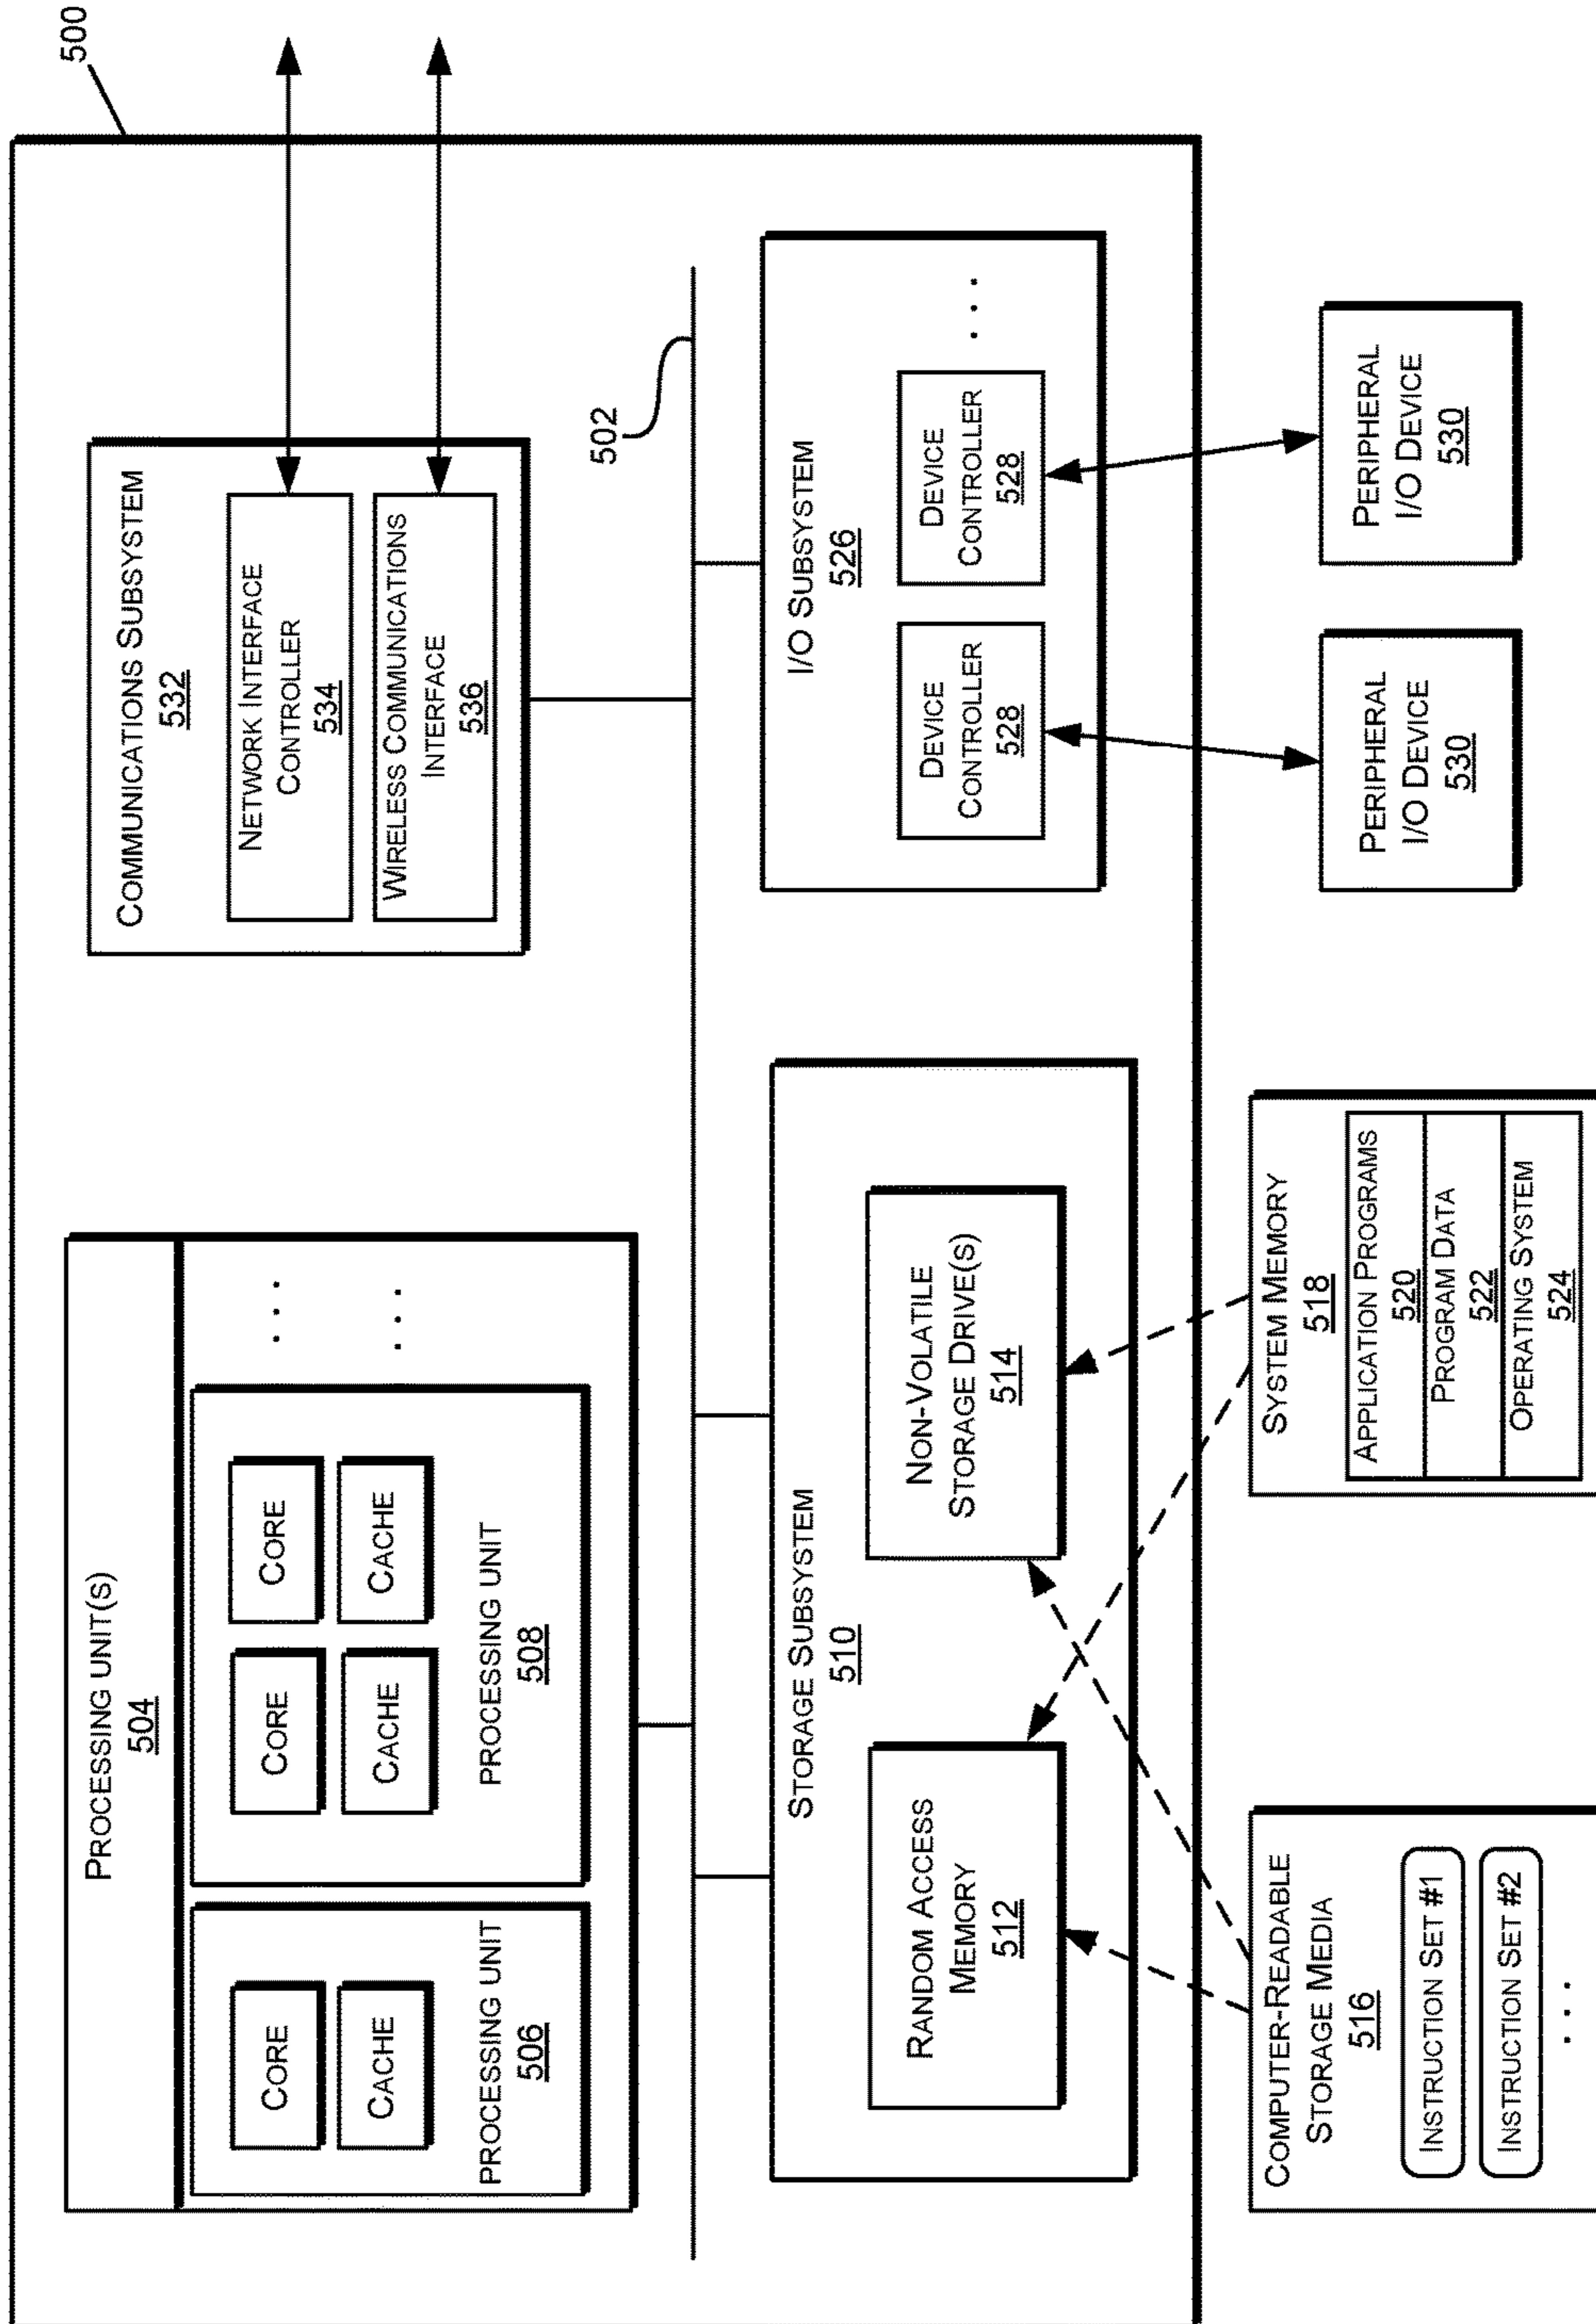 500
PROCESSING UNIT(S)
504
CORE
CACHE
PROCESSING UNIT
506
CORE
CORE
CACHE
CACHE
PROCESSING UNIT
508
. . .
. . .
COMMUNICATIONS SUBSYSTEM
532
NETWORK INTERFACE
CONTROLLER
534
WIRELESS COMMUNICATIONS
INTERFACE
536
502
STORAGE SUBSYSTEM
510
RANDOM ACCESS
MEMORY
512
NON-VOLATILE
STORAGE DRIVE(S)
514
I/O SUBSYSTEM
526
DEVICE
CONTROLLER
528
DEVICE
CONTROLLER
528
. . .
COMPUTER-READABLE
STORAGE MEDIA
516
INSTRUCTION SET #1
INSTRUCTION SET #2
. . .
SYSTEM MEMORY
518
APPLICATION PROGRAMS
520
PROGRAM DATA
522
OPERATING SYSTEM
524
PERIPHERAL
I/O DEVICE
530
PERIPHERAL
I/O DEVICE
530